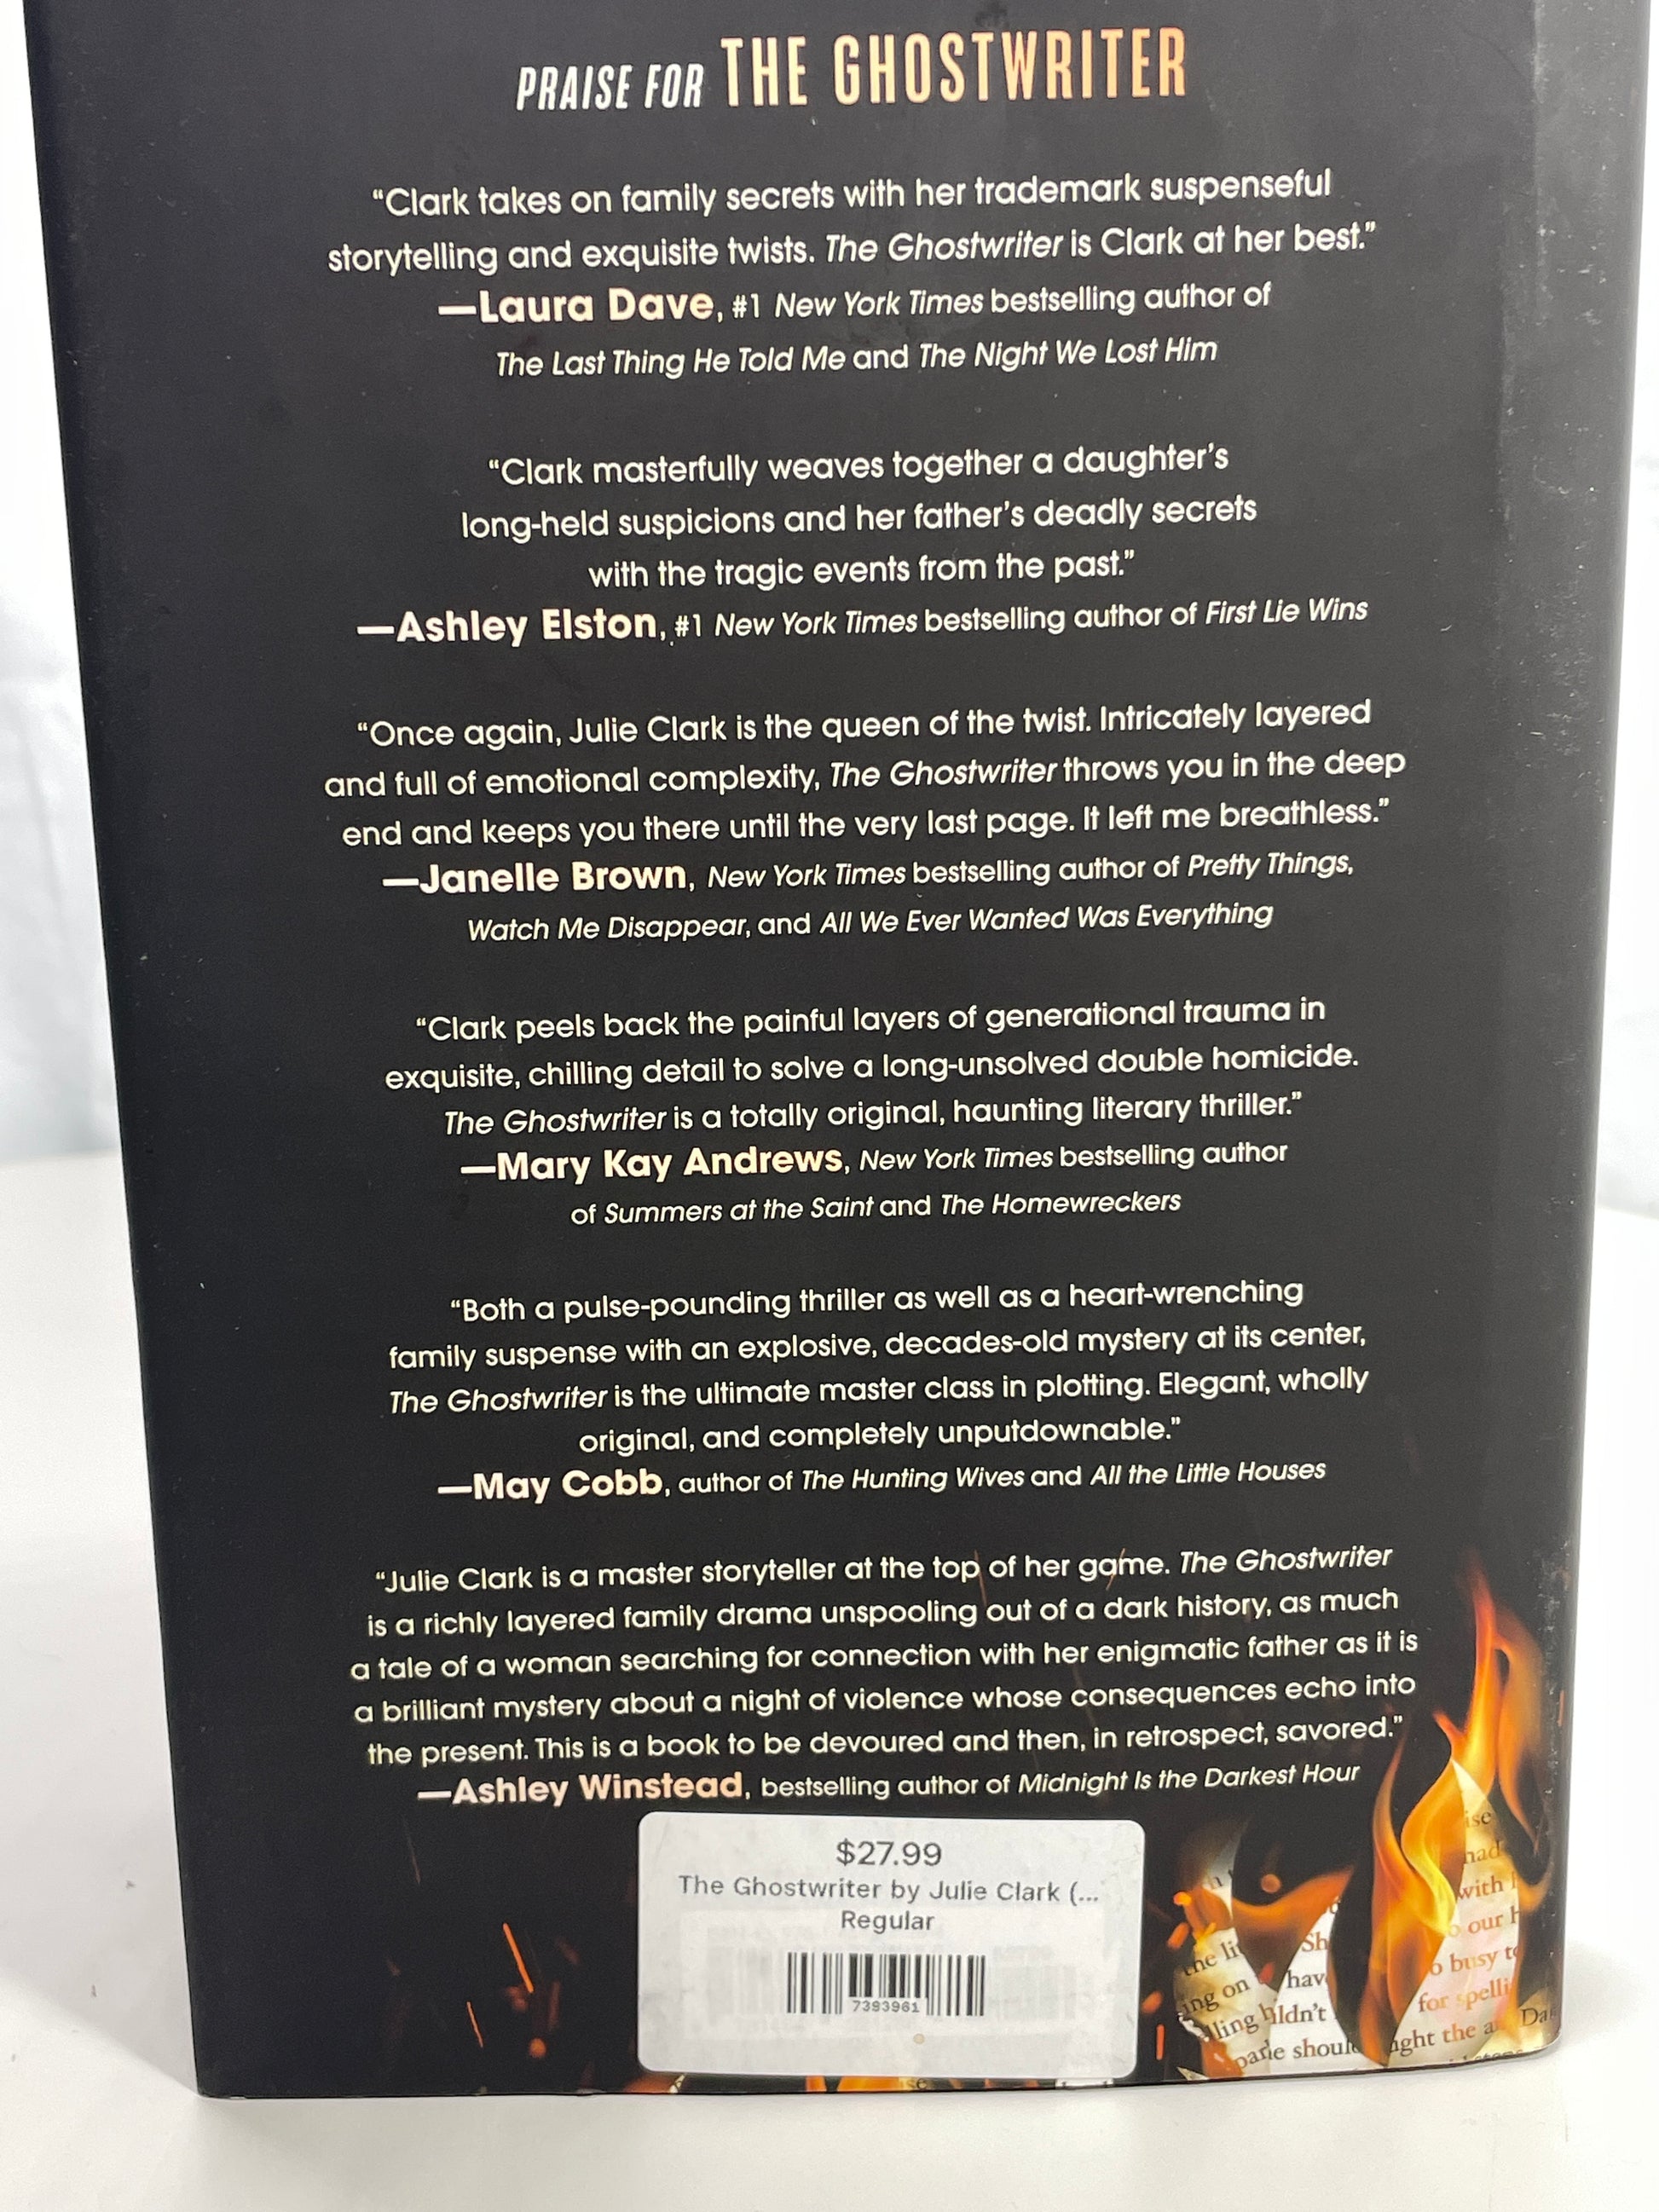 PRAISE FOR THE GHOSTWRITER
“Clark takes on family secrets with her trademark suspenseful
storytelling and exquisite twists. The Ghostwriter is Clark at her best.”
—Laura Dave, #1 New York Times bestselling author of
The Last Thing He Told Me and The Night We Lost Him
“Clark masterfully weaves together a daughter’s
long-held suspicions and her father’s deadly secrets
with the tragic events from the past.”
—Ashley Elston, #1 New York Times bestselling author of First Lie Wins
“Once again, Julie Clark is the queen of the twist. Intricately layered
and full of emotional complexity, The Ghostwriter throws you in the deep
end and keeps you there until the very last page. It left me breathless.”
—Janelle Brown, New York Times bestselling author of Pretty Things,
Watch Me Disappear, and All We Ever Wanted Was Everything
“Clark peels back the painful layers of generational trauma in
exquisite, chilling detail to solve a long-unsolved double homicide.
The Ghostwriter is a totally original, haunting literary thriller.”
—Mary Kay Andrews, New York Times bestselling author
of Summers at the Saint and The Homewreckers
“Both a pulse-pounding thriller as well as a heart-wrenching
family suspense with an explosive, decades-old mystery at its center,
The Ghostwriter is the ultimate master class in plotting. Elegant, wholly
original, and completely unputdownable.”
—May Cobb, author of The Hunting Wives and All the Little Houses
“Julie Clark is a master storyteller at the top of her game. The Ghostwriter
is a richly layered family drama unspooling out of a dark history, as much
a tale of a woman searching for connection with her enigmatic father as it is
a brilliant mystery about a night of violence whose consequences echo into
the present. This is a book to be devoured and then, in retrospect, savored.”
—Ashley Winstead, bestselling author of Midnight Is the Darkest Hour
$27.99
The Ghostwriter by Julie Clark (...
Regular
7393961
ise
had
with
our
busy
for
the
Sh
hav
ing on
shoul
ght the a
Da